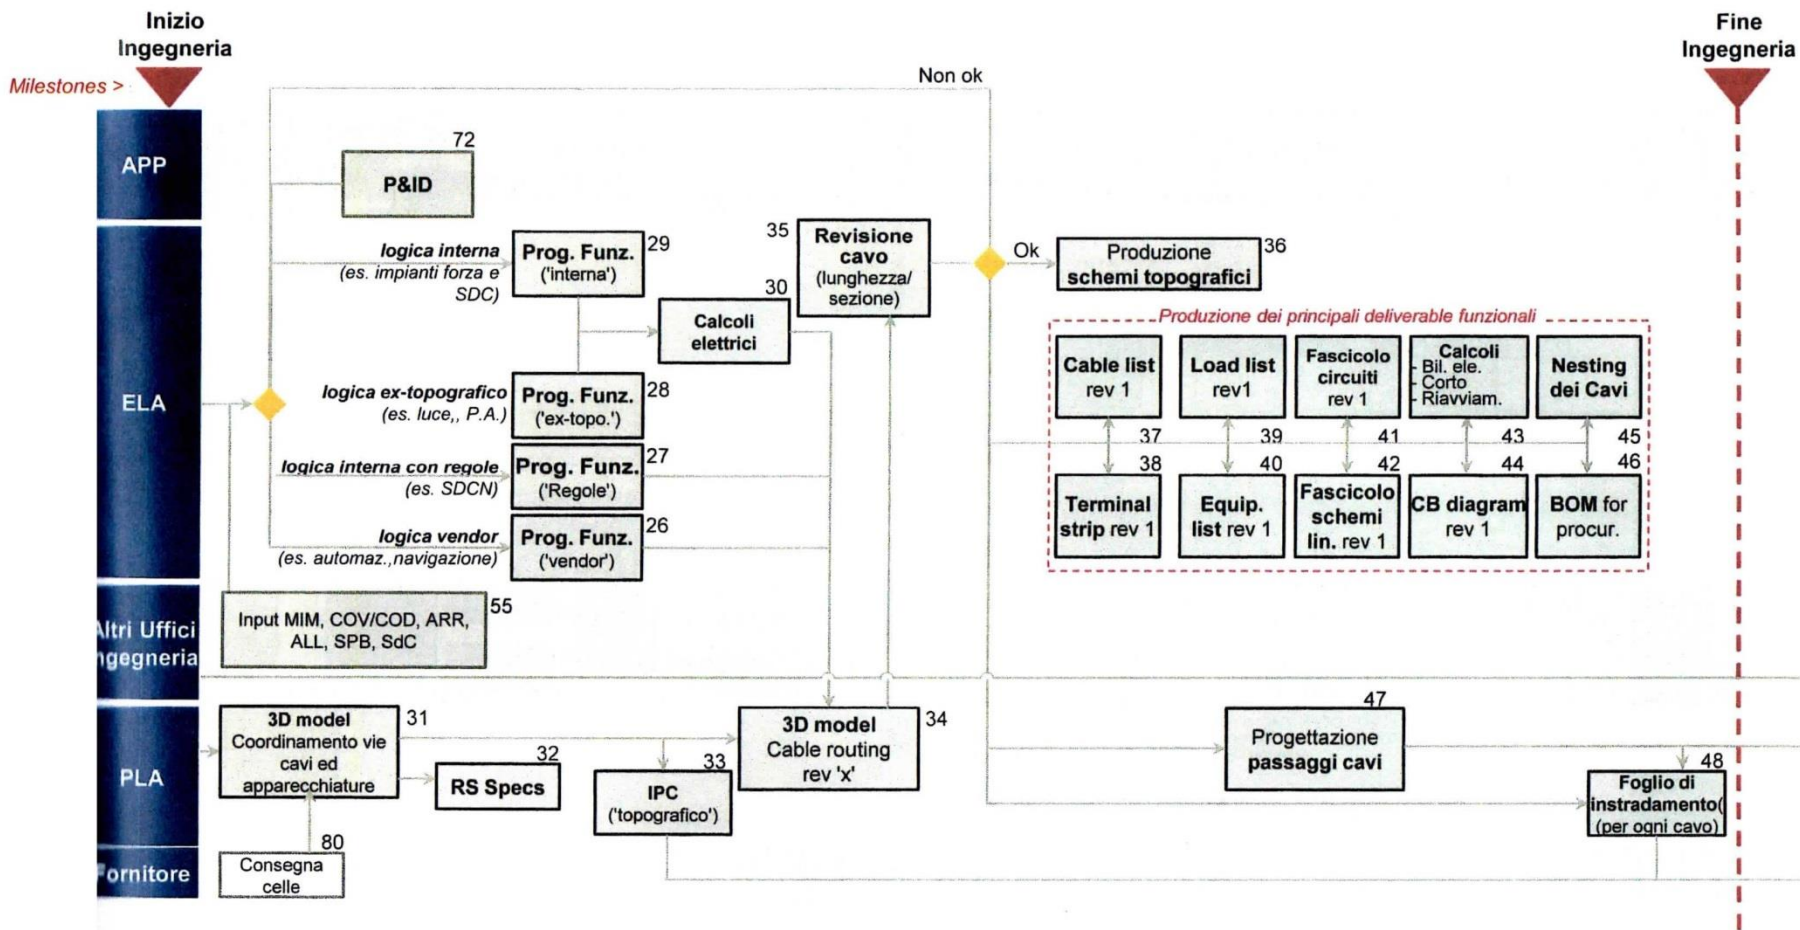 Inizio
Ingegneria
Fine
Ingegneria
Milestones >
Non ok
APP
72
P&ID
ELA
logica interna
(es. impianti forza e
SDC)
Prog. Funz.
('interna')
29
30
Calcoli
elettrici
35
Revisione
cavo
(lunghezza/
sezione)
Ok
Produzione
schemi topografici
36
logica ex-topografico
(es. luce,, P.A.)
Prog. Funz.
('ex-topo.')
28
logica interna con regole
(es. SDCN)
Prog. Funz.
('Regole')
27
logica vendor
(es. automaz.,navigazione)
Prog. Funz.
('vendor')
26
Produzione dei principali deliverable funzionali
Cable list
rev 1
37
Load list
rev1
39
Fascicolo
circuiti
rev 1
41
Calcoli
- Bil. ele.
- Corto
- Riavviam.
43
Nesting
dei Cavi
45
38
Terminal
strip rev 1
40
Equip.
list rev 1
42
Fascicolo
schemi
lin. rev 1
44
CB diagram
rev 1
46
BOM for
procur.
Altri Uffici
ngegneria
55
Input MIM, COV/COD, ARR,
ALL, SPB, SdC
PLA
3D model
Coordinamento vie
cavi ed
apparecchiature
31
32
RS Specs
33
IPC
('topografico')
3D model
Cable routing
rev 'x'
34
47
Progettazione
passaggi cavi
48
Foglio di
instradamento(
(per ogni cavo)
Fornitore
80
Consegna
celle